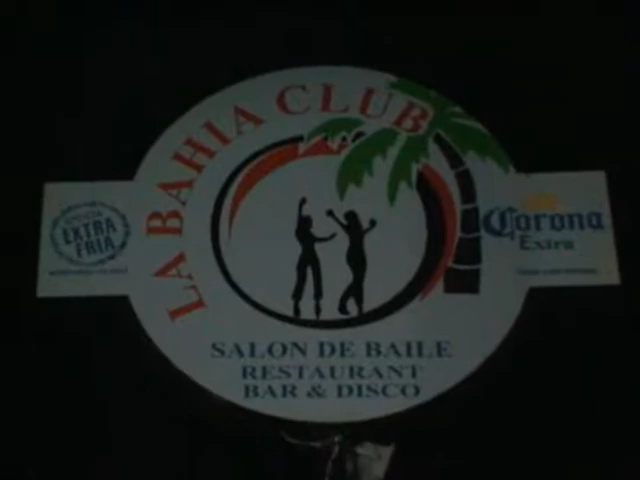 LA BAHIA CLUB
EXTRA
FRIA
Corona
Extra
SALON DE BAILE
RESTAURANT
BAR & DISCO